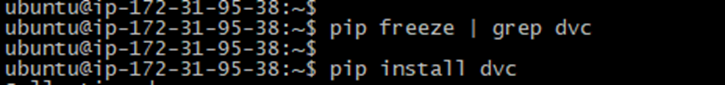 ubuntu@ip-172-31-95-38:~$
ubuntu@ip-172-31-95-38:~$ pip freeze | grep dvc
ubuntu@ip-172-31-95-38:~$
ubuntu@ip-172-31-95-38:~$ pip install dvc